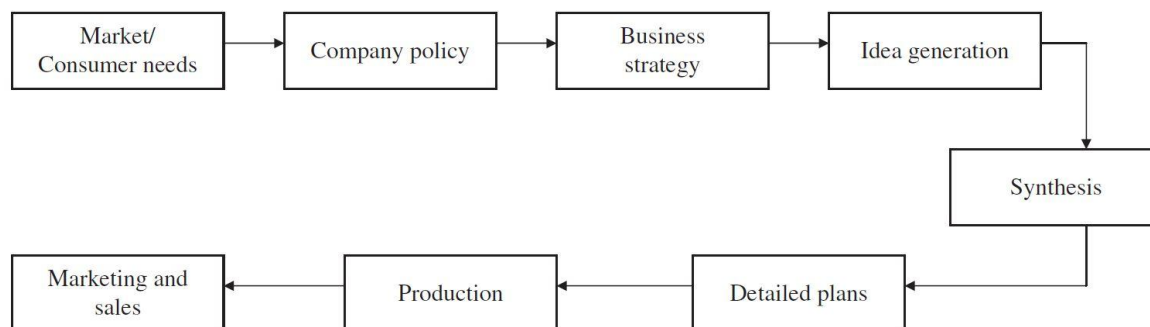 Market/
Consumer needs
Company policy
Business
strategy
Idea generation
Synthesis
Marketing and
sales
Production
Detailed plans